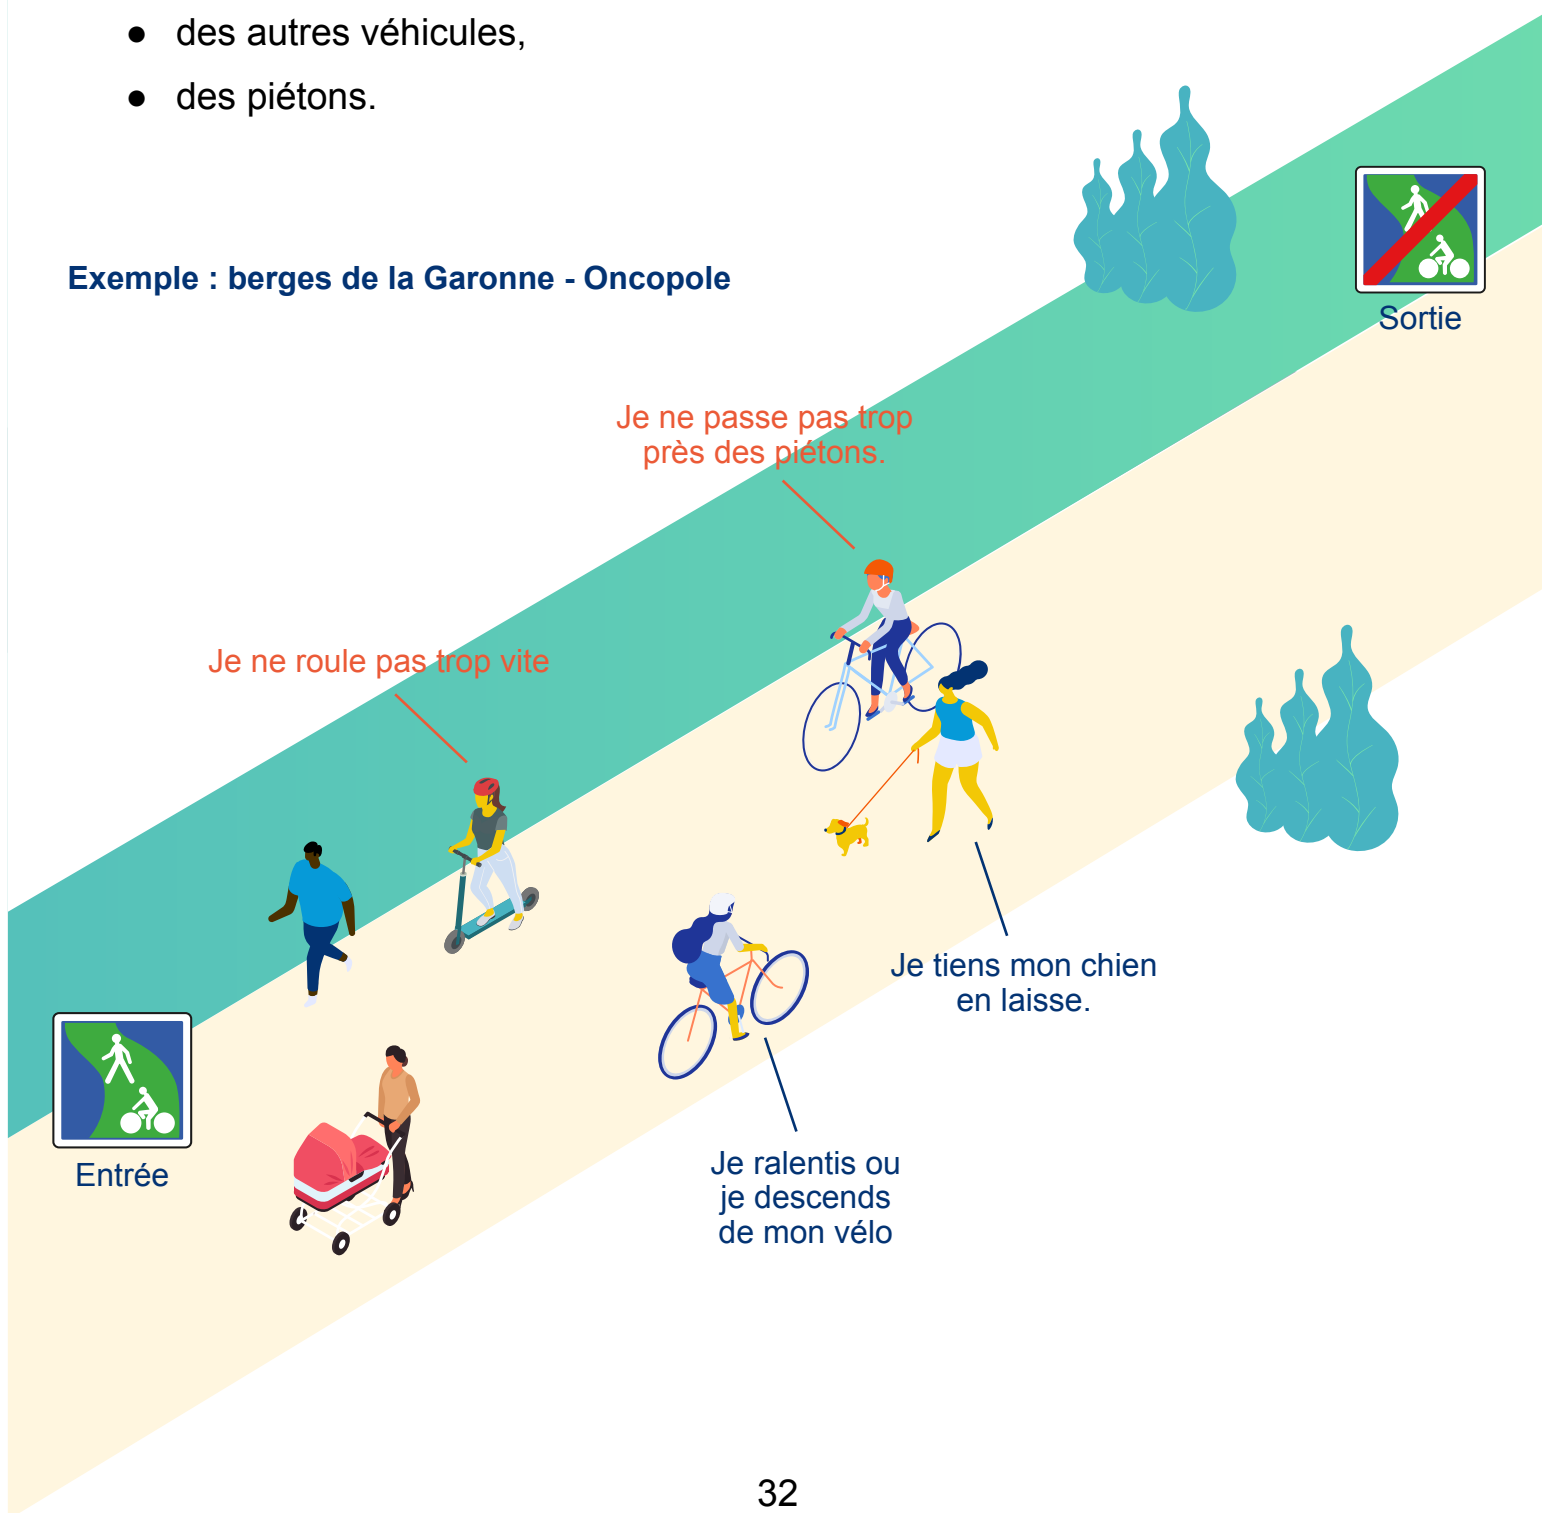 ● des autres véhicules,
● des piétons.
Exemple : berges de la Garonne - Oncopole
Sortie
Je ne passe pas trop
près des piétons.
Je ne roule pas trop vite
Je tiens mon chien
en laisse.
Entrée
Je ralentis ou
je descends
de mon vélo
32